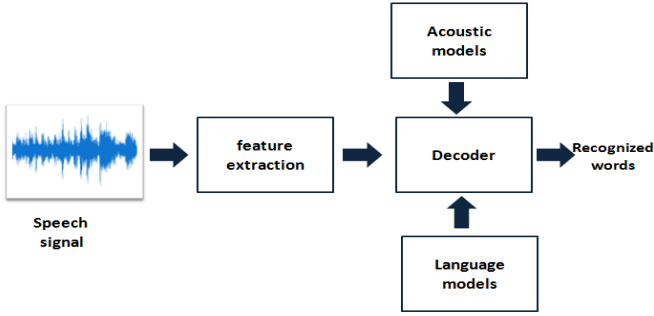 Acoustic
models
feature
extraction
Decoder
Recognized
words
Speech
signal
Language
models